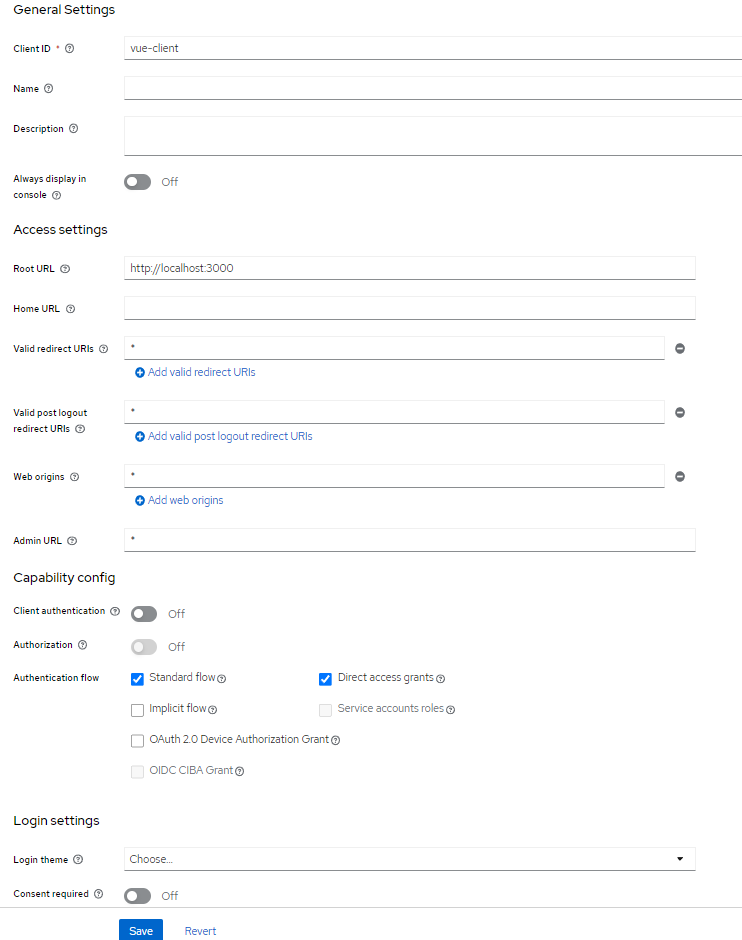 General Settings
Client ID *
vue-client
Name
Description
Always display in
console
Off
Access settings
Root URL
http://localhost:3000
Home URL
Valid redirect URIs
*
Add valid redirect URIs
Valid post logout
redirect URIs
*
Add valid post logout redirect URIs
Web origins
*
Add web origins
Admin URL
*
Capability config
Client authentication
Off
Authorization
Off
Authentication flow
Standard flow
Direct access grants
Implicit flow
Service accounts roles
OAuth 2.0 Device Authorization Grant
OIDC CIBA Grant
Login settings
Login theme
Choose...
Consent required
Off
Save
Revert